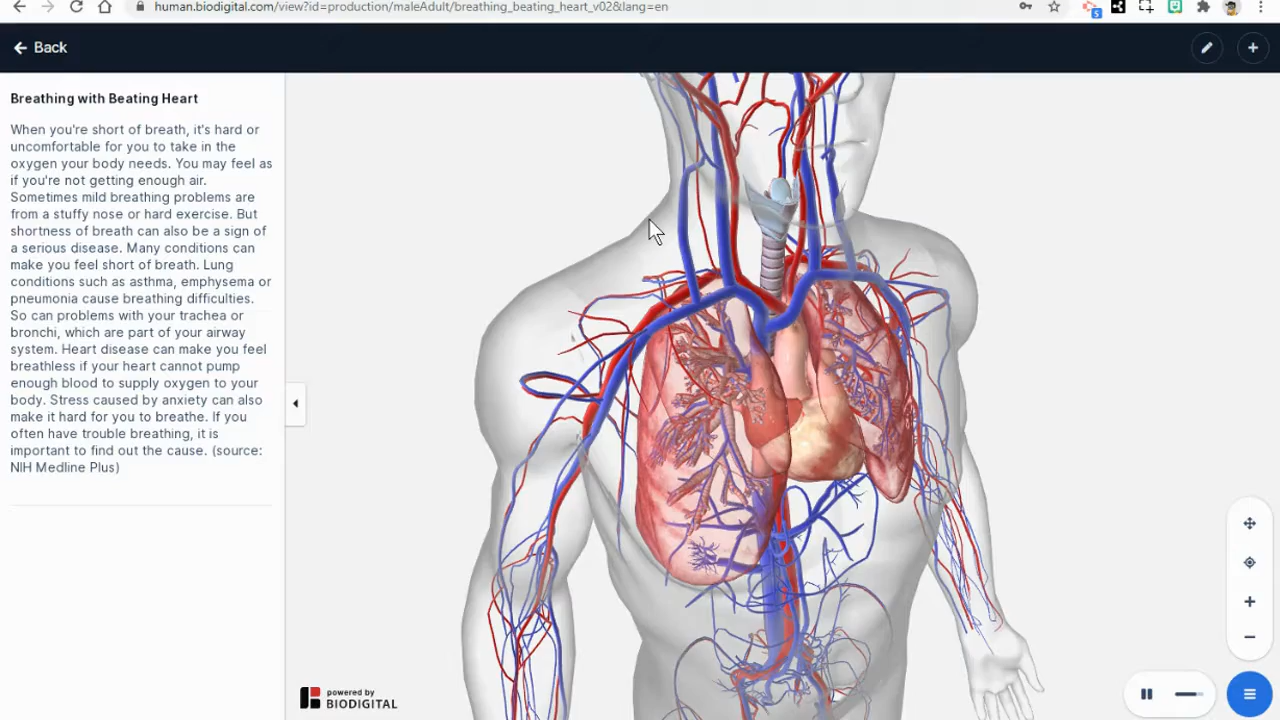 human.biodigital.com/view?id=production/maleAdult/breathing_beating_heart_v02&lang=en
5
Back
Breathing with Beating Heart
When you're short of breath, it's hard or
uncomfortable for you to take in the
oxygen your body needs. You may feel as
if you're not getting enough air.
Sometimes mild breathing problems are
from a stuffy nose or hard exercise. But
shortness of breath can also be a sign of
a serious disease. Many conditions can
make you feel short of breath. Lung
conditions such as asthma, emphysema or
pneumonia cause breathing difficulties.
So can problems with your trachea or
bronchi, which are part of your airway
system. Heart disease can make you feel
breathless if your heart cannot pump
enough blood to supply oxygen to your
body. Stress caused by anxiety can also
make it hard for you to breathe. If you
often have trouble breathing, it is
important to find out the cause. (source:
NIH Medline Plus)
powered by
BIODIGITAL